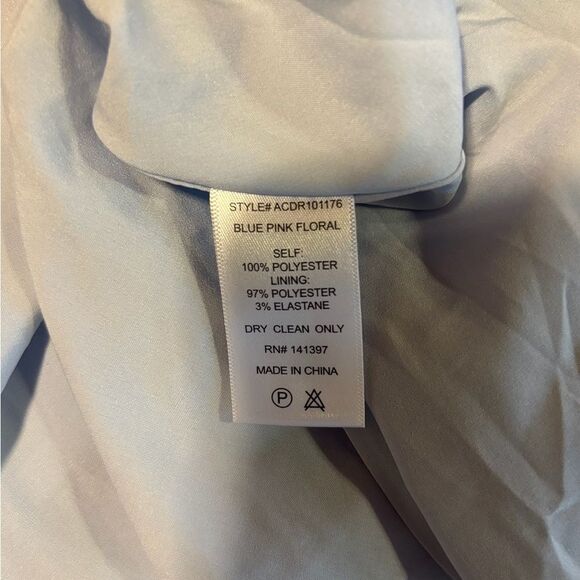 STYLE# ACDR101176
BLUE PINK FLORAL
SELF:
100% POLYESTER
LINING:
97% POLYESTER
3% ELASTANE
DRY CLEAN ONLY
RN# 141397
MADE IN CHINA
P